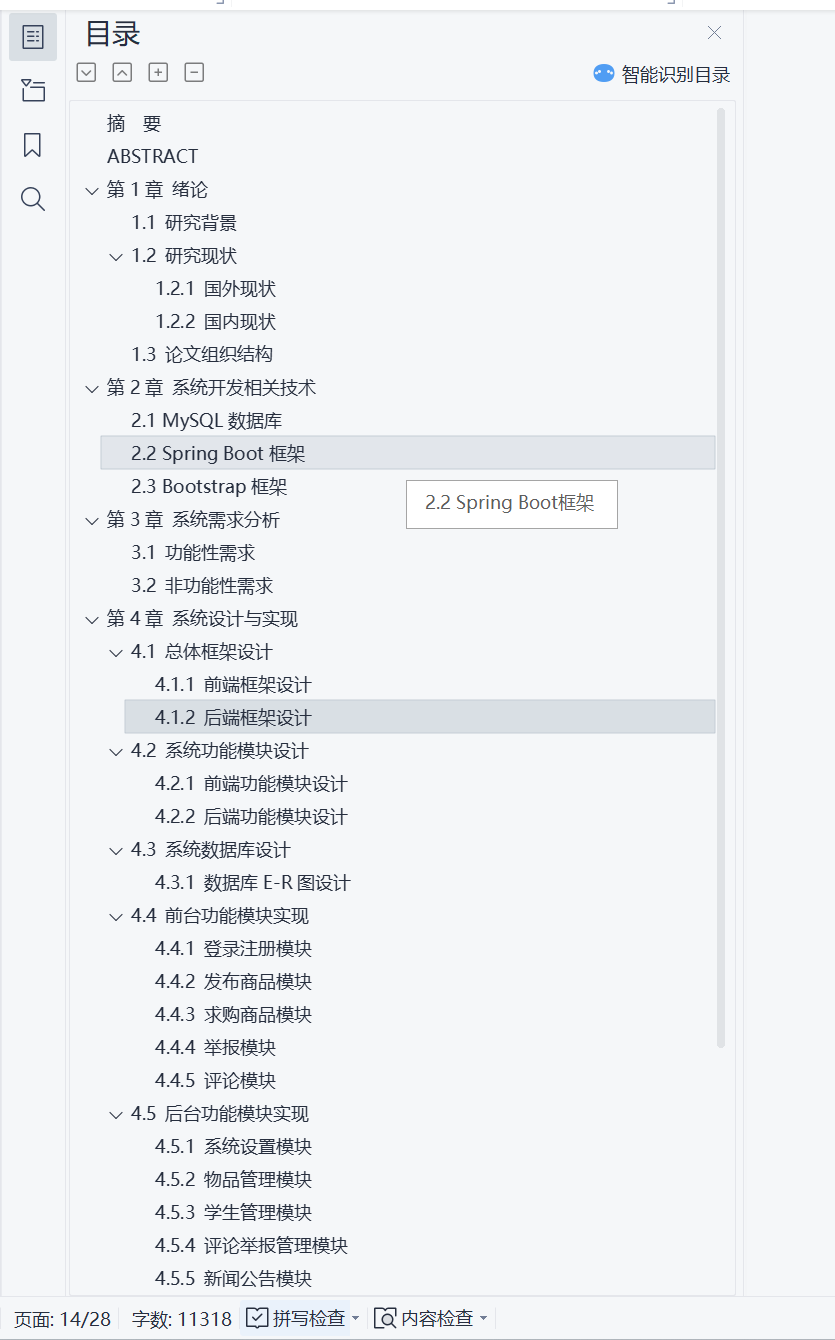 目录
智能识别目录
摘 要
ABSTRACT
第 1 章 绪论
1.1 研究背景
1.2 研究现状
1.2.1 国外现状
1.2.2 国内现状
1.3 论文组织结构
第 2 章 系统开发相关技术
2.1 MySQL 数据库
2.2 Spring Boot 框架
2.3 Bootstrap 框架
2.2 Spring Boot框架
第 3 章 系统需求分析
3.1 功能性需求
3.2 非功能性需求
第 4 章 系统设计与实现
4.1 总体框架设计
4.1.1 前端框架设计
4.1.2 后端框架设计
4.2 系统功能模块设计
4.2.1 前端功能模块设计
4.2.2 后端功能模块设计
4.3 系统数据库设计
4.3.1 数据库 E-R 图设计
4.4 前台功能模块实现
4.4.1 登录注册模块
4.4.2 发布商品模块
4.4.3 求购商品模块
4.4.4 举报模块
4.4.5 评论模块
4.5 后台功能模块实现
4.5.1 系统设置模块
4.5.2 物品管理模块
4.5.3 学生管理模块
4.5.4 评论举报管理模块
4.5.5 新闻公告模块
页面: 14/28 字数: 11318 拼写检查 内容检查